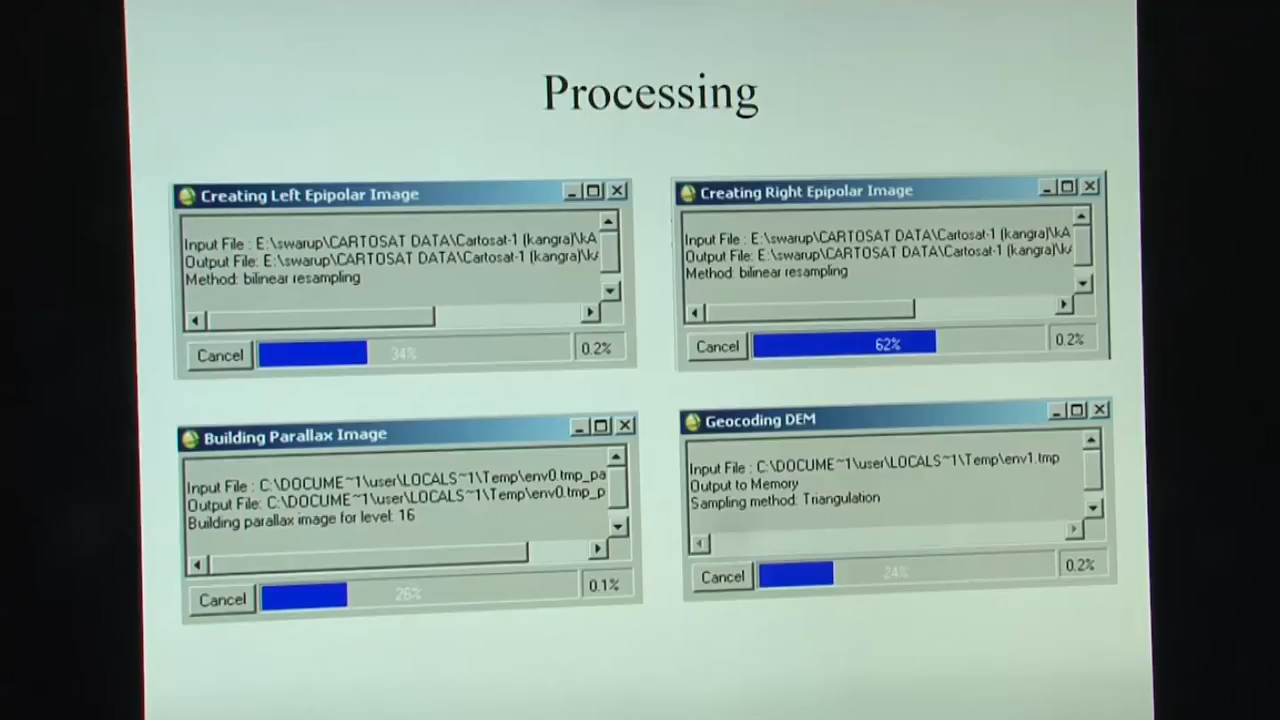 Processing
Creating Left Epipolar Image
Input File : E:\swarup\CARTOSAT DATA\Cartosat-1 (kangra)\kA
Output File: E:\swarup\CARTOSAT DATA\Cartosat-1 (kangra)\k
Method: bilinear resampling
Cancel 34% 0.2%
Creating Right Epipolar Image
Input File : E:\swarup\CARTOSAT DATA\Cartosat-1 (kangra)\kA
Output File: E:\swarup\CARTOSAT DATA\Cartosat-1 (kangra)\k
Method: bilinear resampling
Cancel 62% 0.2%
Building Parallax Image
Input File : C:\DOCUME~1\user\LOCALS~1\Temp\env0.tmp_pa
Output File: C:\DOCUME~1\user\LOCALS~1\Temp\env0.tmp_p
Building parallax image for level: 16
Cancel 26% 0.1%
Geocoding DEM
Input File : C:\DOCUME~1\user\LOCALS~1\Temp\env1.tmp
Output to Memory
Sampling method: Triangulation
Cancel 24% 0.2%